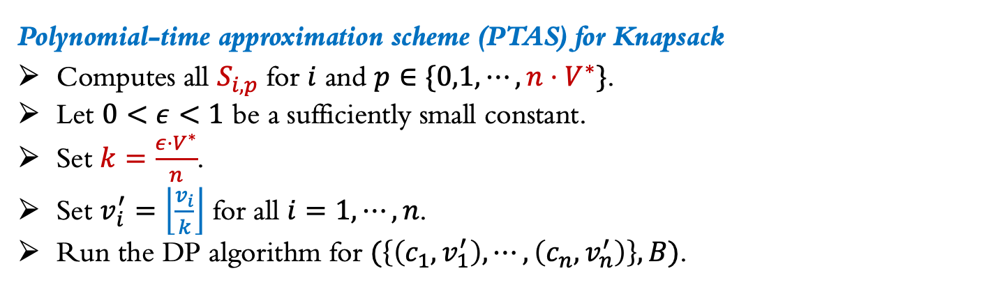 Polynomial-time approximation scheme (PTAS) for Knapsack
➤ Computes all $S_{i,p}$ for $i$ and $p \in \{0,1,\cdots,n \cdot V^*\}$.
➤ Let $0 < \epsilon < 1$ be a sufficiently small constant.
➤ Set $k = \frac{\epsilon \cdot V^*}{n}$.
➤ Set $v_i' = \left\lfloor \frac{v_i}{k} \right\rfloor$ for all $i = 1,\cdots,n$.
➤ Run the DP algorithm for $(\{(c_1, v_1'), \cdots, (c_n, v_n')\}, B)$.